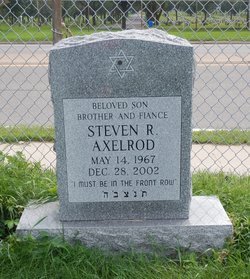 BELOVED SON
BROTHER AND FIANCE
STEVEN R.
AXELROD
MAY 14, 1967
DEC. 28, 2002
"I MUST BE IN THE FRONT ROW"
ת נ צ ב ה